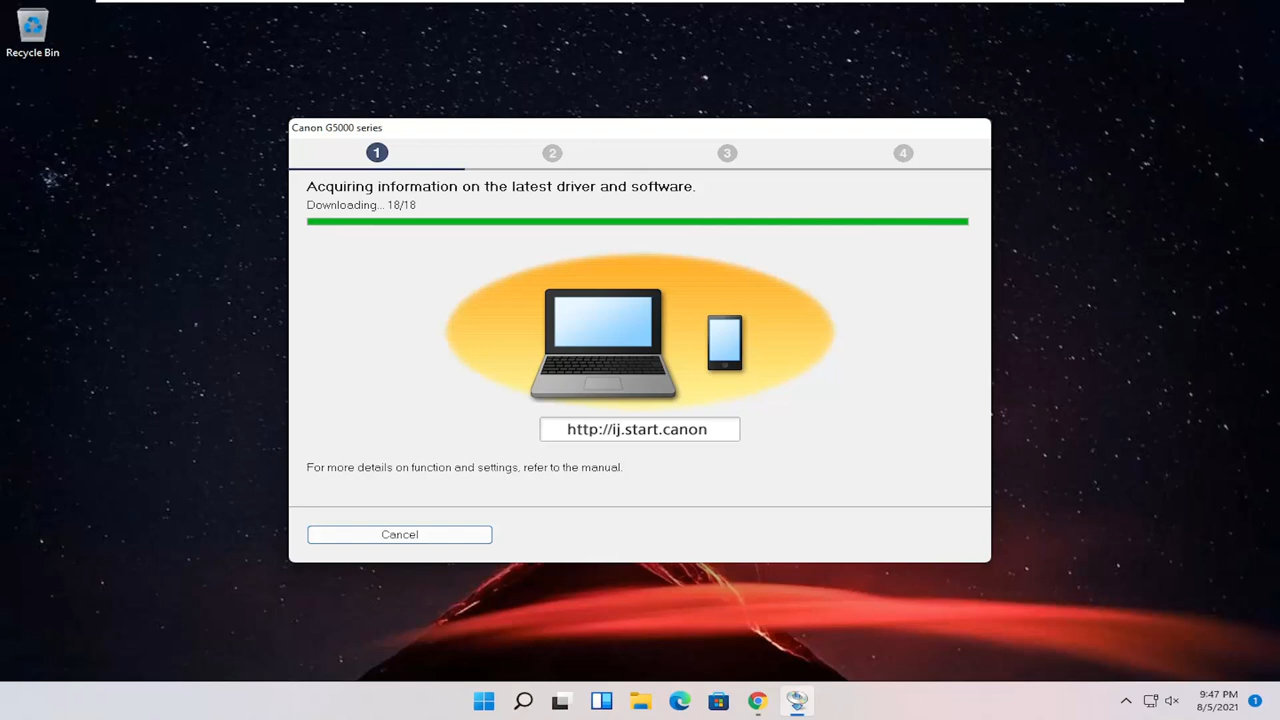 Recycle Bin
Canon G5000 series
1 2 3 4
Acquiring information on the latest driver and software.
Downloading... 18/18
http://ij.start.canon
For more details on function and settings, refer to the manual.
Cancel
9:47 PM
8/5/2021
1